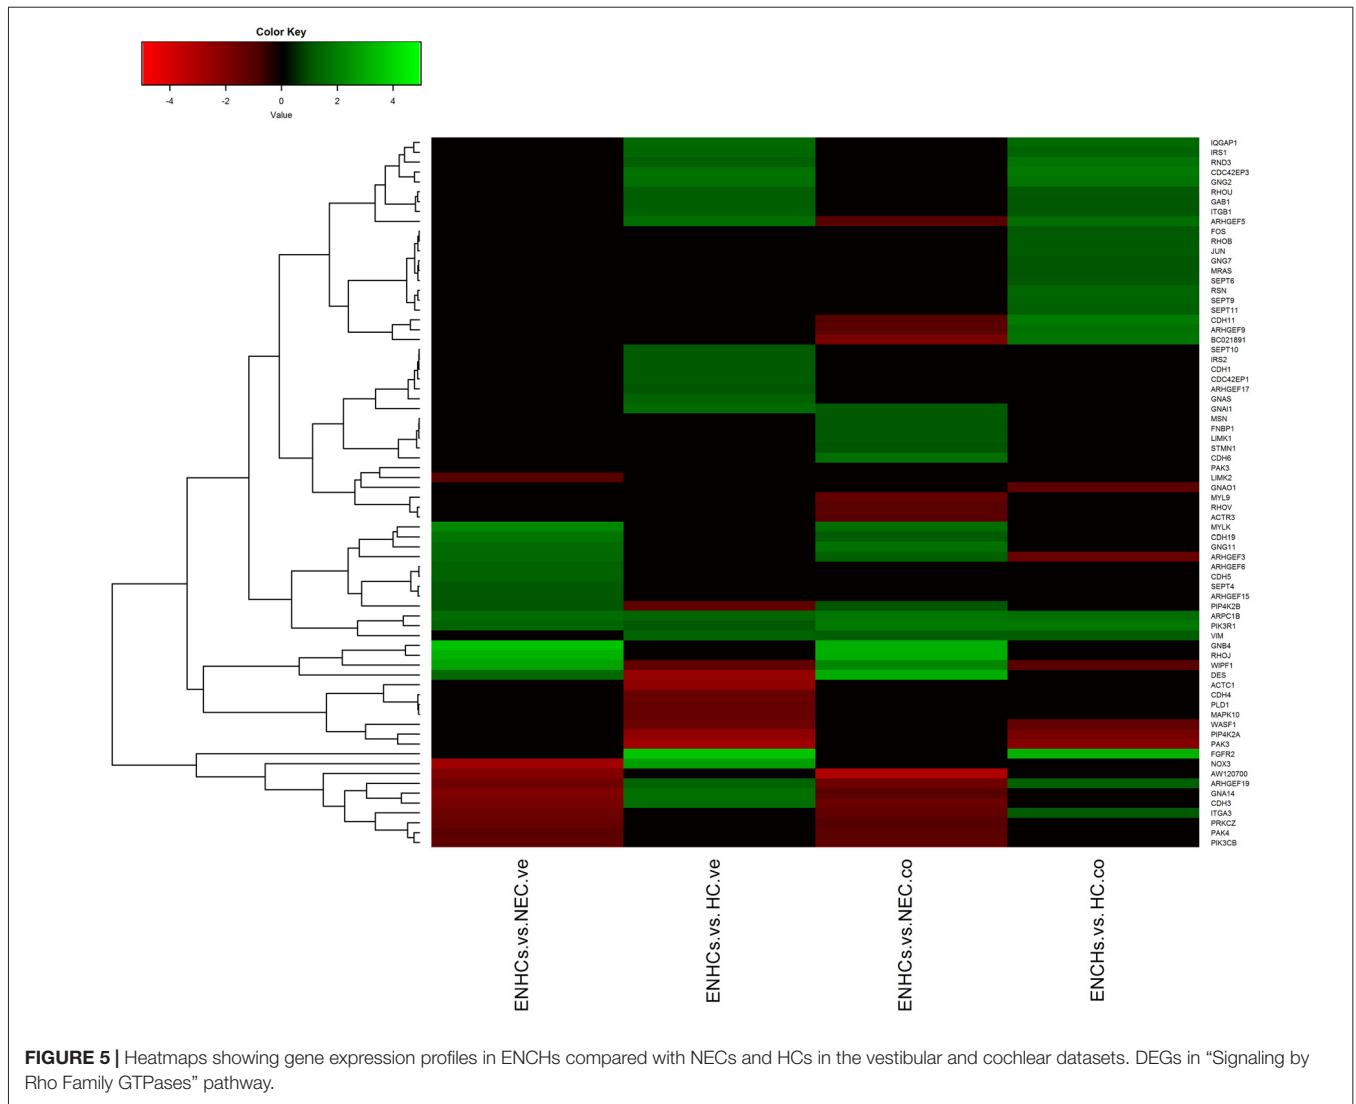 Color Key
-4 -2 0 2 4
Value
IQGAP1
IRS1
RND3
CDC42EP3
GNG2
RHOU
GAB1
ITGB1
ARHGEF5
FOS
RHOB
JUN
GNG7
MRAS
SEPT6
RSN
SEPT9
SEPT11
CDH11
ARHGEF9
BC021891
SEPT10
IRS2
CDH1
CDC42EP1
ARHGEF17
GNAS
GNAI1
MSN
FNBP1
LIMK1
STMN1
CDH6
PAK3
LIMK2
GNAO1
MYL9
RHOV
ACTR3
MYLK
CDH19
GNG11
ARHGEF3
ARHGEF6
CDH5
SEPT4
ARHGEF15
PIP4K2B
ARPC1B
PIK3R1
VIM
GNB4
RHOJ
WIPF1
DES
ACTC1
CDH4
PLD1
MAPK10
WASF1
PIP4K2A
PAK3
FGFR2
NOX3
AW120700
ARHGEF19
GNA14
CDH3
ITGA3
PRKCZ
PAK4
PIK3CB
ENHCs.vs.NEC.ve
ENHCs.vs. HC.ve
ENHCs.vs.NEC.co
ENCHs.vs. HC.co
FIGURE 5 | Heatmaps showing gene expression profiles in ENCHs compared with NECs and HCs in the vestibular and cochlear datasets. DEGs in “Signaling by
Rho Family GTPases” pathway.